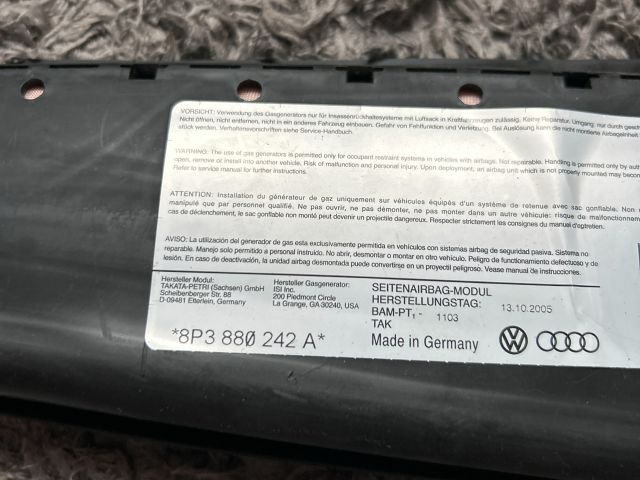 VORSICHT: Verwendung des Gasgenerators nur für Insassenrückhaltesysteme mit Luftsack in Kraftfahrzeugen zulässig. Keine Reparatur. Umgang nur durch
Nicht öffnen, nicht entfernen, nicht in ein anderes Fahrzeug einbauen. Gefahr von Fehlfunktion und Verletzung. Bei Auslösung kann die nicht montierte Airbageinheit
stück werden. Verhaltensvorschriften siehe Service-Handbuch.
WARNING: The use of gas generators is permitted only for occupant restraint systems in vehicles with airbags. Not repairable. Handling is permitted only by
open, remove or install into another vehicle. Risk of malfunction and personal injury. Upon deployment, an airbag unit which is not properly mounted may
Refer to service manual for further instructions.
ATTENTION: Installation du générateur de gaz uniquement sur véhicules équipés d'un système de retenue avec sac gonflable. Non
manipulé que par personnel qualifié. Ne pas ouvrir, ne pas démonter, ne pas monter dans un autre véhicule: risque de
cas de déclenchement, le sac gonflable non monté peut devenir un projectile dangereux. Respecter strictement les consignes du manual d'entretien.
AVISO: La utilización del generador de gas esta exclusivamente permitida en vehículos con sistemas airbag de seguridad pasiva. Sistema no
reparable. Manejo solo permitido a personal instruido. No abrir, desmontar o montar en otro vehículo. Peligro de funcionamiento defectuoso y de
lesión. En caso de deactivación, la unidad airbag desmontada puede convertirse en un proyectil peligroso. Vease manual de instrucciones.
Hersteller Modul: Hersteller Gasgenerator: SEITENAIRBAG-MODUL
TAKATA-PETRI (Sachsen) GmbH ISI Inc. HERSTELLUNGSTAG: 13.10.2005
Scheibenberger Str. 88 200 Piedmont Circle BAM-PT₁ - 1103
D-09481 Elterlein, Germany La Grange, GA 30240, USA TAK
*8P3 880 242 A* Made in Germany